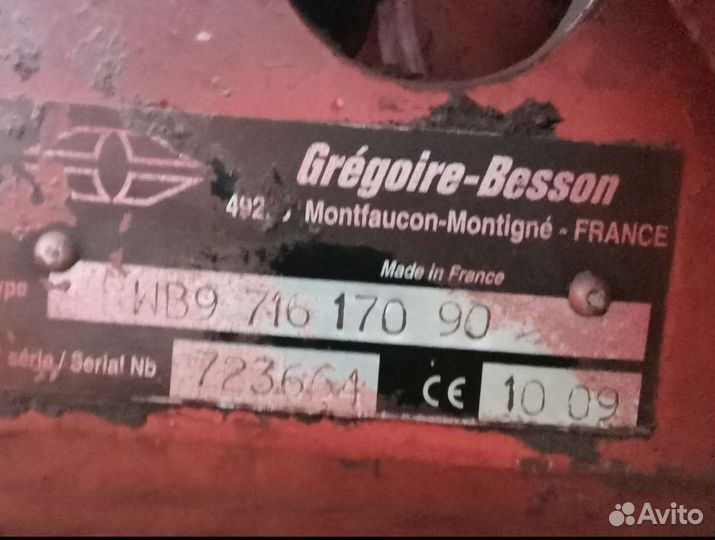 Grégoire-Besson
Montfaucon-Montigné - FRANCE
Made in France
WB9 716 170 90
série / Serial Nb 723664 CE 10 09
Avito